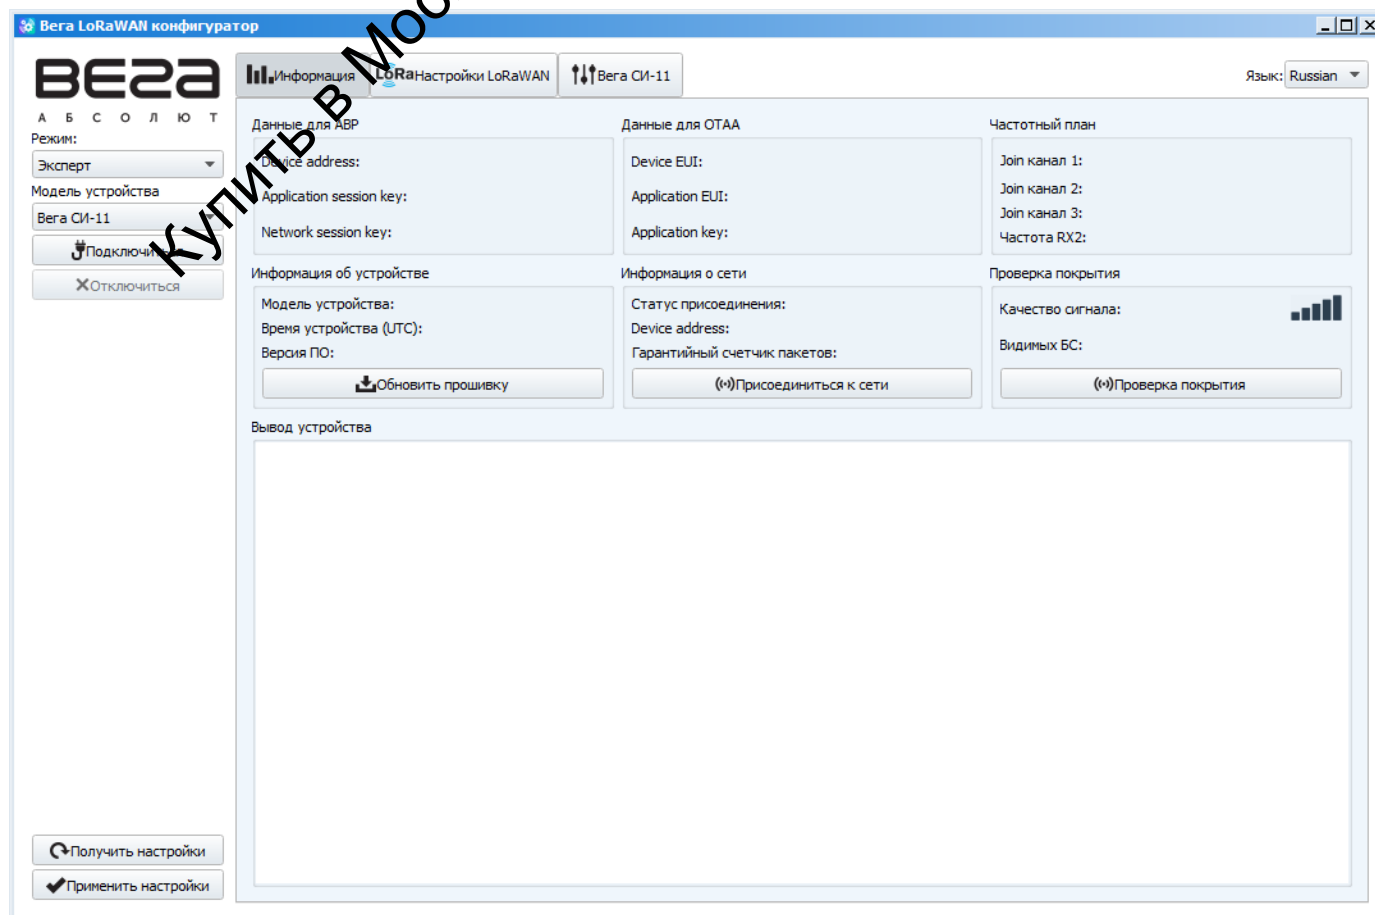 Вега LoRaWAN конфигуратор
ВЕГА
АБСОЛЮТ
Режим:
Эксперт
Модель устройства
Вега СИ-11
Подключиться
Отключиться
Получить настройки
Применить настройки
Информация
LoRa Настройки LoRaWAN
Вега СИ-11
Язык: Russian
Данные для ABP
Device address:
Application session key:
Network session key:
Данные для OTAA
Device EUI:
Application EUI:
Application key:
Частотный план
Join канал 1:
Join канал 2:
Join канал 3:
Частота RX2:
Информация об устройстве
Модель устройства:
Время устройства (UTC):
Версия ПО:
Обновить прошивку
Информация о сети
Статус присоединения:
Device address:
Гарантийный счетчик пакетов:
Присоединиться к сети
Проверка покрытия
Качество сигнала:
Видимых БС:
Проверка покрытия
Вывод устройства
Купить в